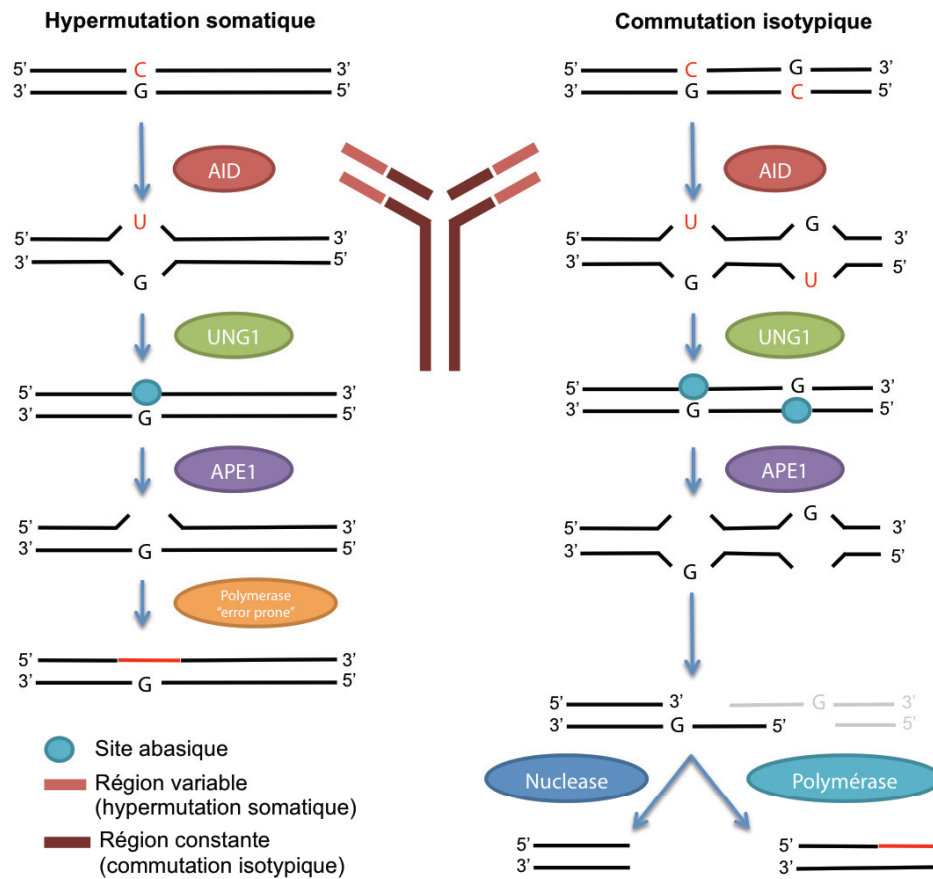 Hypermutation somatique
5’ C 3’
3’ G 5’
AID
U
5’ 3’
3’ 5’
G
UNG1
5’ 3’
3’ G 5’
APE1
5’ 3’
3’ G 5’
Polymerase
"error prone"
5’ 3’
3’ G 5’
Site abasique
Région variable
(hypermutation somatique)
Région constante
(commutation isotypique)
Commutation isotypique
5’ C G 3’
3’ G C 5’
AID
U G
5’ 3’
3’ 5’
G U
UNG1
5’ G 3’
3’ G 5’
APE1
G
5’ 3’
3’ 5’
G
5’ 3’ G 3’
3’ G 5’ 5’
Nuclease Polymérase
5’ 5’
3’ 3’